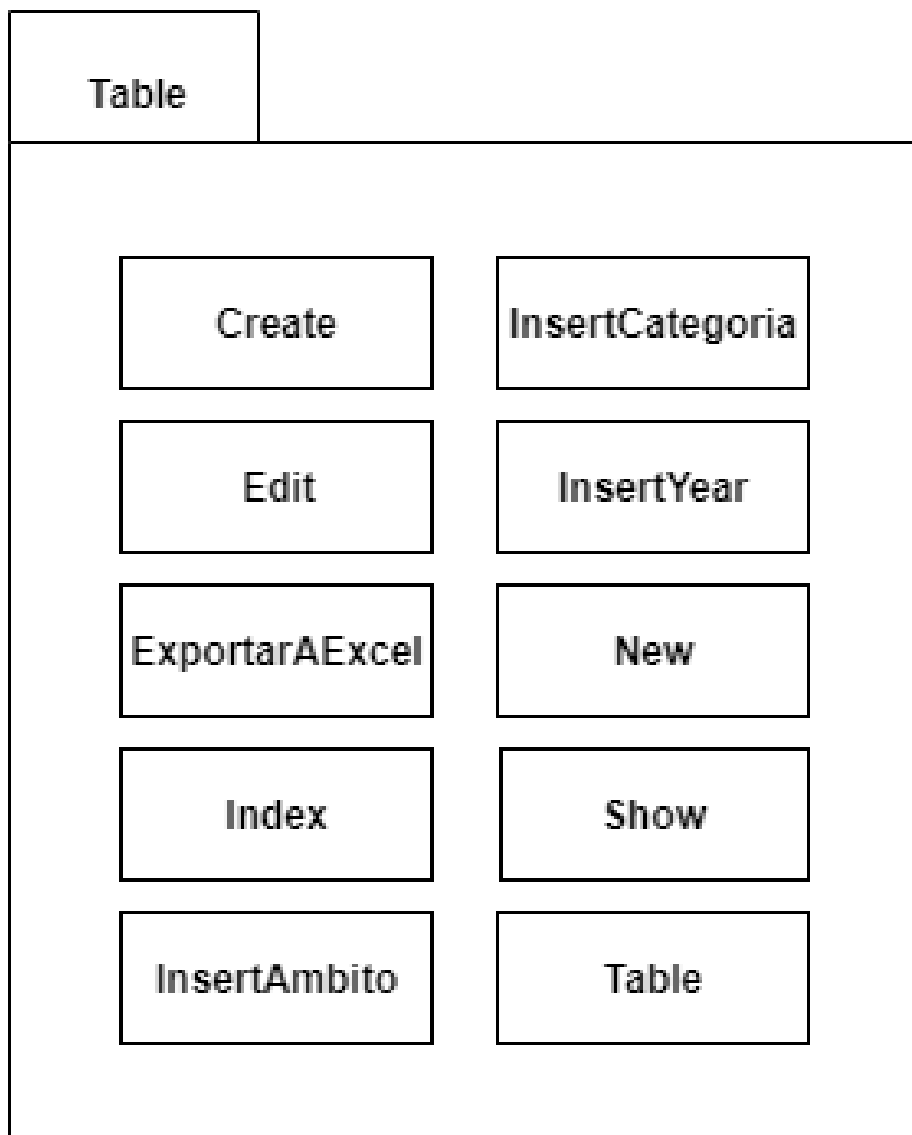 Table
Create
InsertCategoria
Edit
InsertYear
ExportarAExcel
New
Index
Show
InsertAmbito
Table